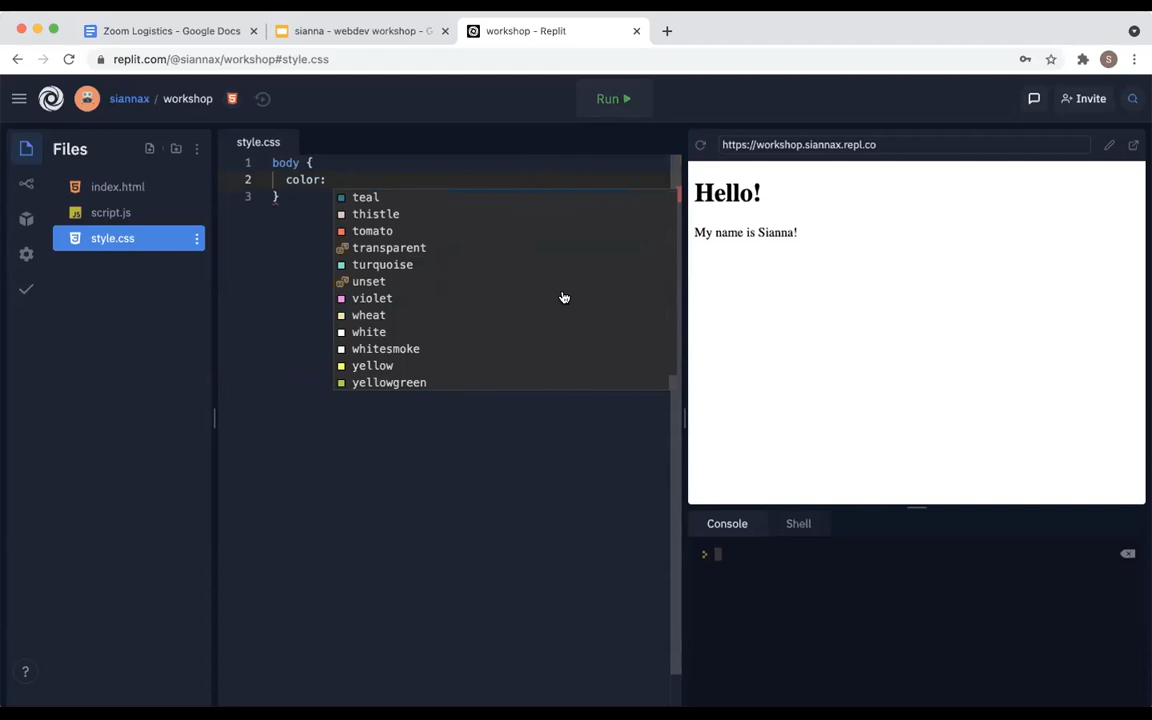 Zoom Logistics - Google Docs
sianna - webdev workshop - G
workshop - Replit
replit.com/@siannax/workshop#style.css
S
siannax / workshop
Run
Invite
Files
index.html
script.js
style.css
style.css
1 body {
2 color:
3 }
teal
thistle
tomato
transparent
turquoise
unset
violet
wheat
white
whitesmoke
yellow
yellowgreen
https://workshop.siannax.repl.co
Hello!
My name is Sianna!
Console
Shell
?